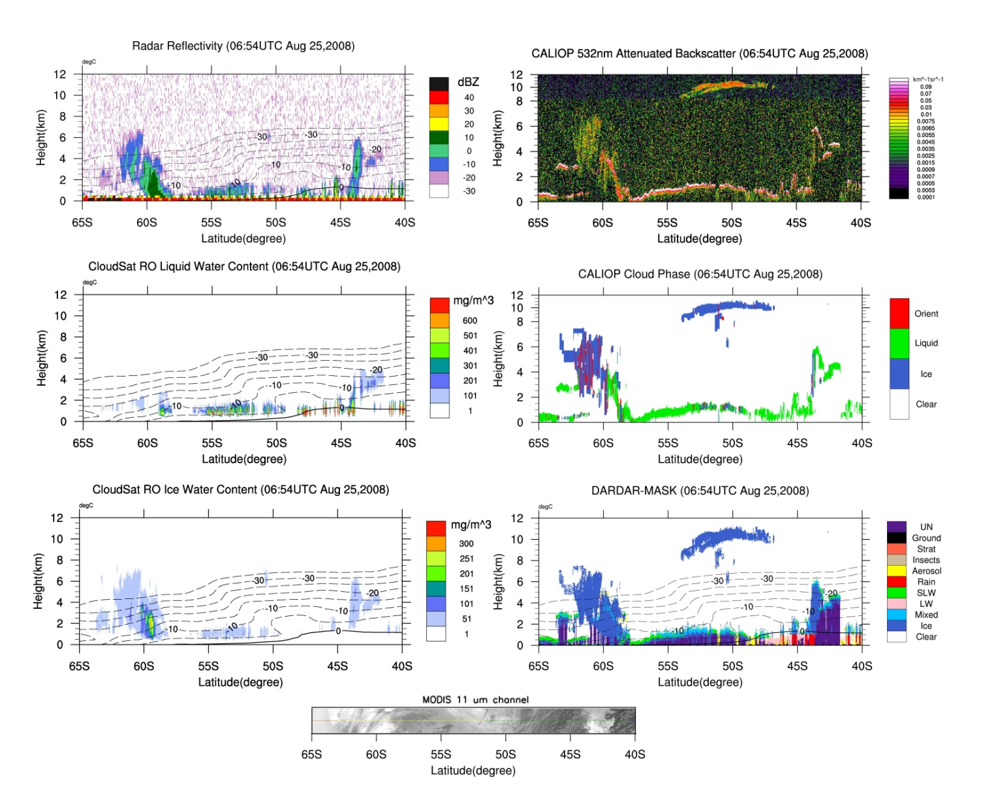 Radar Reflectivity (06:54UTC Aug 25,2008)
degC
Height(km)
12
10
8
6
4
2
0
-30
-30
-20
-10
-10
-10
-10
0
65S 60S 55S 50S 45S 40S
Latitude(degree)
dBZ
40
30
20
10
0
-10
-20
-30
CALIOP 532nm Attenuated Backscatter (06:54UTC Aug 25,2008)
Height(km)
12
10
8
6
4
2
0
65S 60S 55S 50S 45S 40S
Latitude(degree)
km^-1sr^-1
0.09
0.07
0.05
0.03
0.01
0.0075
0.0065
0.0055
0.0045
0.0035
0.0025
0.0015
0.0009
0.0007
0.0005
0.0003
0.0001
CloudSat RO Liquid Water Content (06:54UTC Aug 25,2008)
degC
Height(km)
12
10
8
6
4
2
0
-30
-30
-20
-10
-10
-10
-10
0
65S 60S 55S 50S 45S 40S
Latitude(degree)
mg/m^3
600
501
401
301
201
101
1
CALIOP Cloud Phase (06:54UTC Aug 25,2008)
Height(km)
12
10
8
6
4
2
0
65S 60S 55S 50S 45S 40S
Latitude(degree)
Orient
Liquid
Ice
Clear
CloudSat RO Ice Water Content (06:54UTC Aug 25,2008)
degC
Height(km)
12
10
8
6
4
2
0
-30
-30
-20
-10
-10
-10
-10
0
65S 60S 55S 50S 45S 40S
Latitude(degree)
mg/m^3
300
251
201
151
101
51
1
DARDAR-MASK (06:54UTC Aug 25,2008)
degC
Height(km)
12
10
8
6
4
2
0
-30
-30
-20
-10
-10
-10
0
65S 60S 55S 50S 45S 40S
Latitude(degree)
UN
Ground
Strat
Insects
Aerosol
Rain
SLW
LW
Mixed
Ice
Clear
MODIS 11 um channel
65S 60S 55S 50S 45S 40S
Latitude(degree)